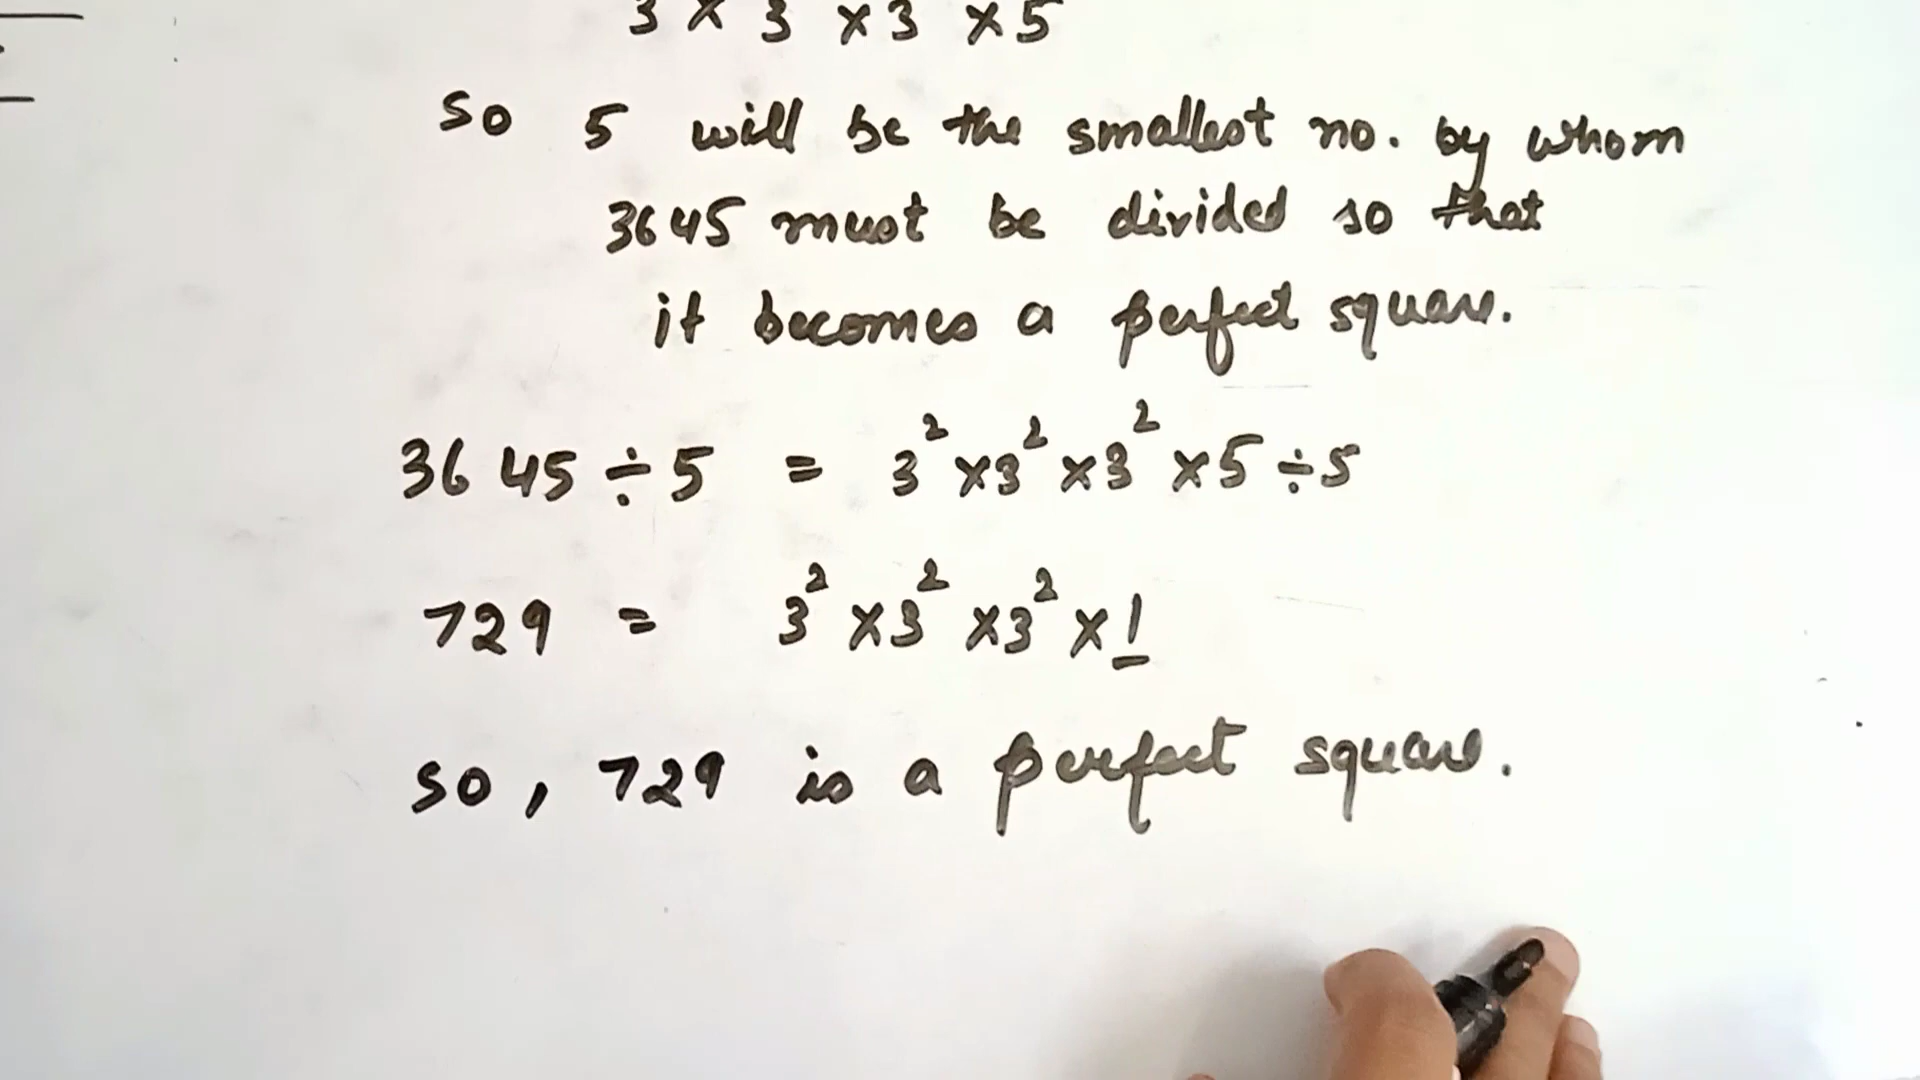 3 × 3 × 3 × 5
so 5 will be the smallest no. by whom
3645 must be divided so that
it becomes a perfect square.
3645 ÷ 5 = 3² × 3² × 3² × 5 ÷ 5
729 = 3² × 3² × 3² × 1
so, 729 is a perfect square.